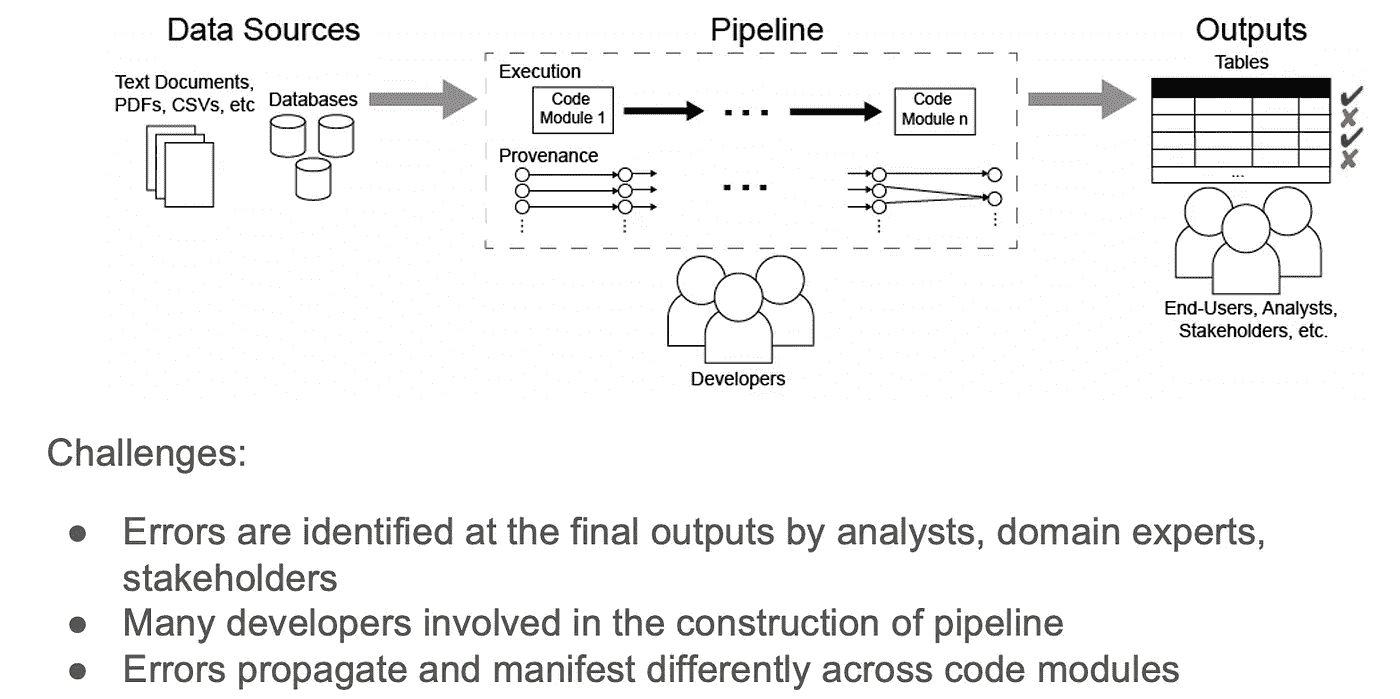 Data Sources
Pipeline
Outputs
Text Documents,
PDFs, CSVs, etc
Databases
Execution
Code
Module 1
...
Code
Module n
Provenance
...
Tables
...
Developers
End-Users, Analysts,
Stakeholders, etc.
Challenges:
● Errors are identified at the final outputs by analysts, domain experts,
stakeholders
● Many developers involved in the construction of pipeline
● Errors propagate and manifest differently across code modules